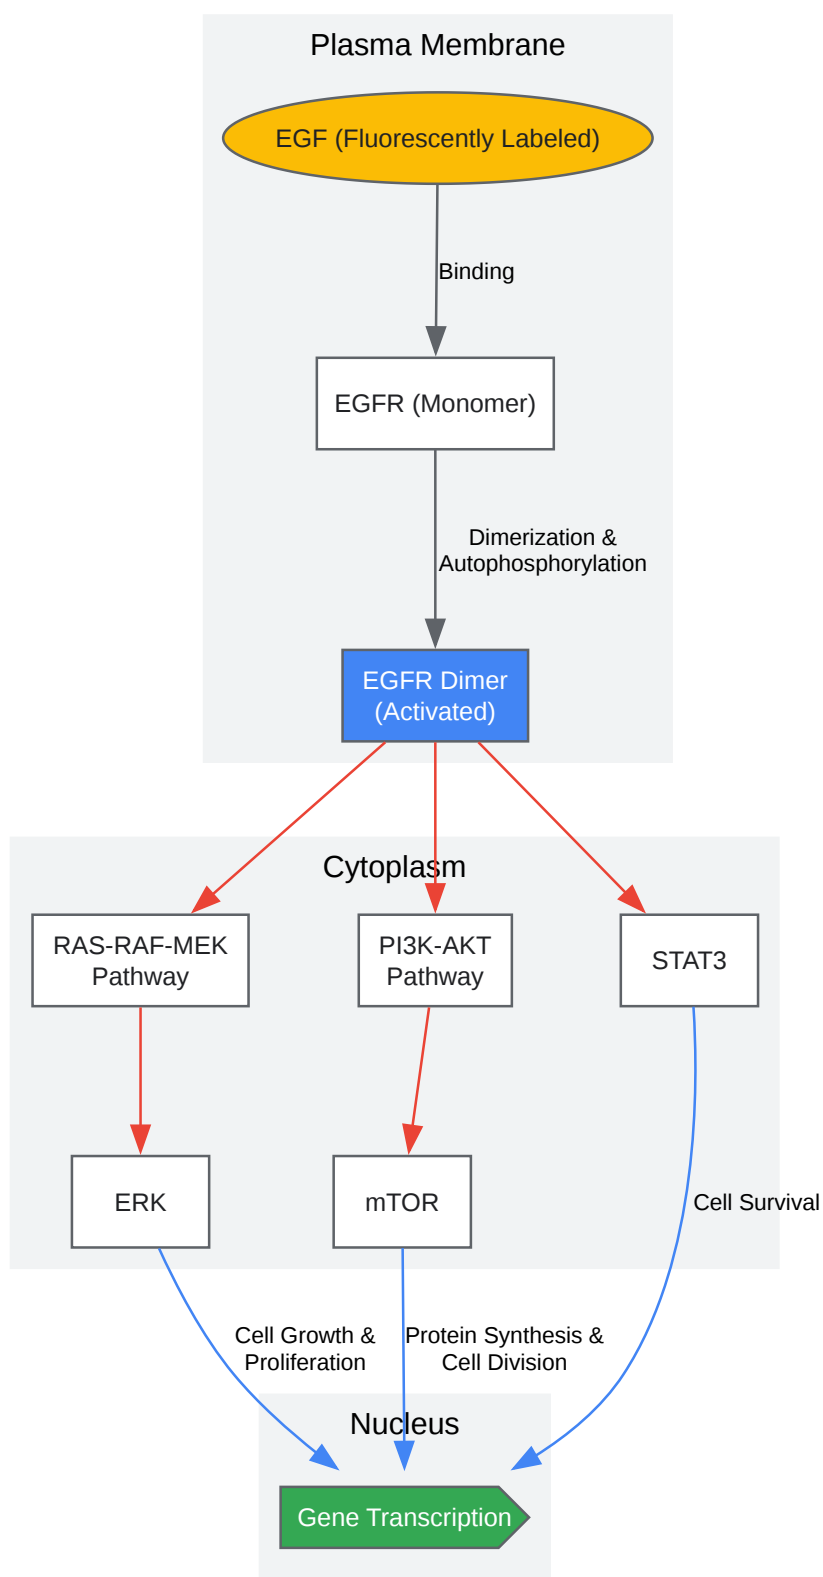 Plasma Membrane
EGF (Fluorescently Labeled)
Binding
EGFR (Monomer)
Dimerization &
Autophosphorylation
EGFR Dimer
(Activated)
Cytoplasm
RAS-RAF-MEK
Pathway
PI3K-AKT
Pathway
STAT3
ERK
mTOR
Cell Survival
Cell Growth &
Proliferation
Protein Synthesis &
Cell Division
Nucleus
Gene Transcription